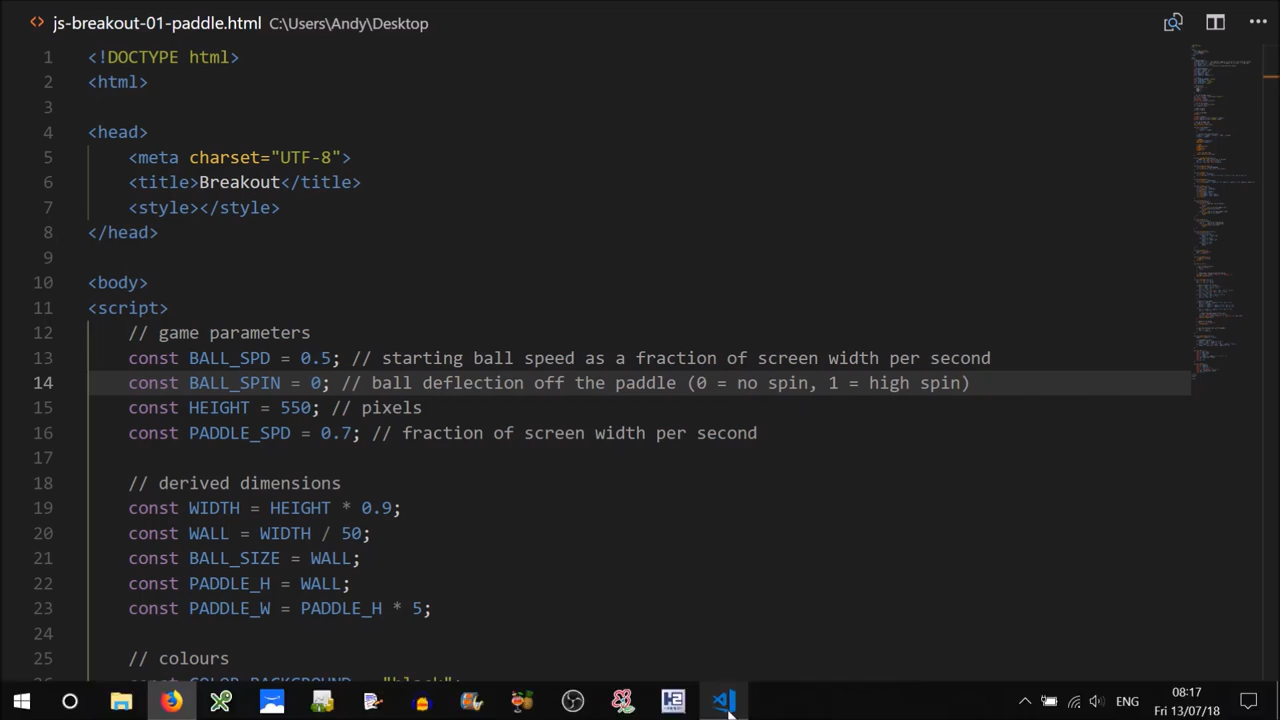 js-breakout-01-paddle.html C:\Users\Andy\Desktop
1 <!DOCTYPE html>
2 <html>
3
4 <head>
5 <meta charset="UTF-8">
6 <title>Breakout</title>
7 <style></style>
8 </head>
9
10 <body>
11 <script>
12 // game parameters
13 const BALL_SPD = 0.5; // starting ball speed as a fraction of screen width per second
14 const BALL_SPIN = 0; // ball deflection off the paddle (0 = no spin, 1 = high spin)
15 const HEIGHT = 550; // pixels
16 const PADDLE_SPD = 0.7; // fraction of screen width per second
17
18 // derived dimensions
19 const WIDTH = HEIGHT * 0.9;
20 const WALL = WIDTH / 50;
21 const BALL_SIZE = WALL;
22 const PADDLE_H = WALL;
23 const PADDLE_W = PADDLE_H * 5;
24
25 // colours
26 const COLOR_BACKGROUND = "black";
ENG
08:17
Fri 13/07/18